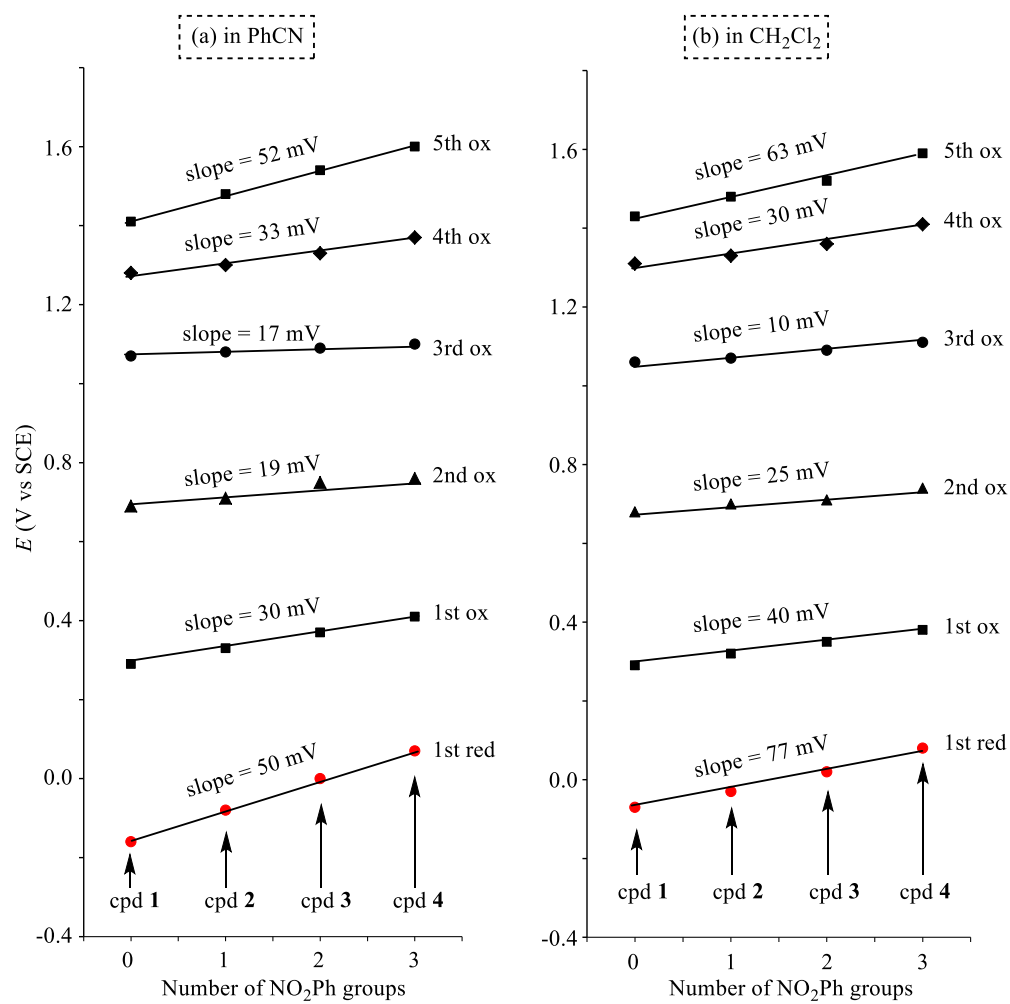 (a) in PhCN
1.6
1.2
0.8
0.4
0.0
-0.4
E (V vs SCE)
slope = 52 mV
5th ox
slope = 33 mV
4th ox
slope = 17 mV
3rd ox
slope = 19 mV
2nd ox
slope = 30 mV
1st ox
slope = 50 mV
1st red
cpd 1
cpd 2
cpd 3
cpd 4
0 1 2 3
Number of NO₂Ph groups
(b) in CH₂Cl₂
1.6
1.2
0.8
0.4
0.0
-0.4
slope = 63 mV
5th ox
slope = 30 mV
4th ox
slope = 10 mV
3rd ox
slope = 25 mV
2nd ox
slope = 40 mV
1st ox
slope = 77 mV
1st red
cpd 1
cpd 2
cpd 3
cpd 4
0 1 2 3
Number of NO₂Ph groups